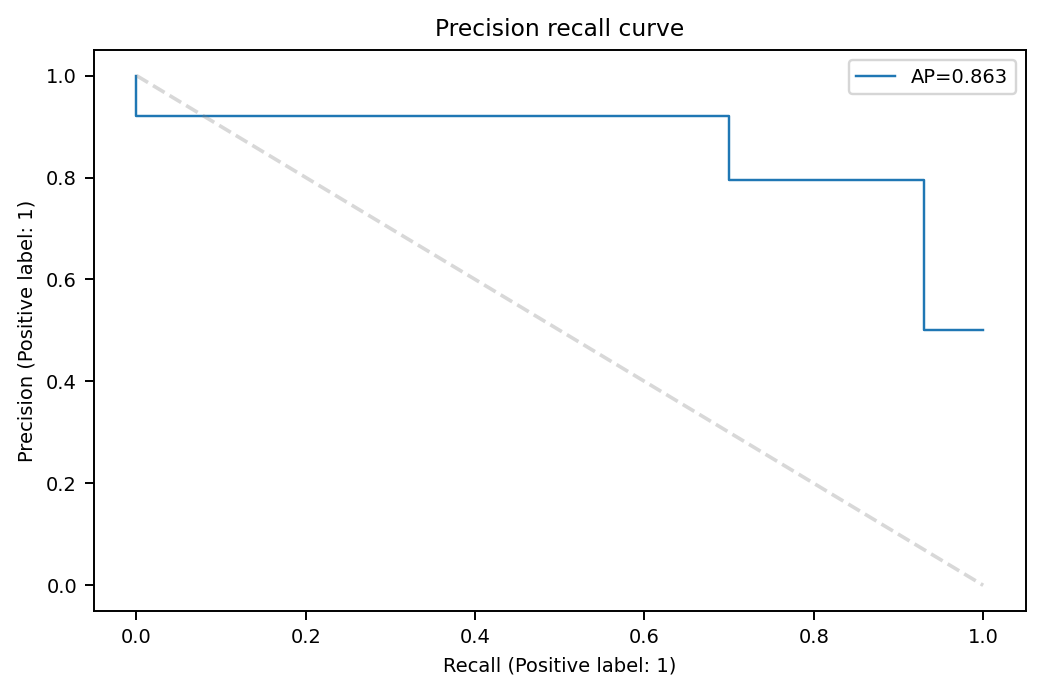 Precision recall curve
AP=0.863
1.0
0.8
0.6
0.4
0.2
0.0
Precision (Positive label: 1)
0.0 0.2 0.4 0.6 0.8 1.0
Recall (Positive label: 1)